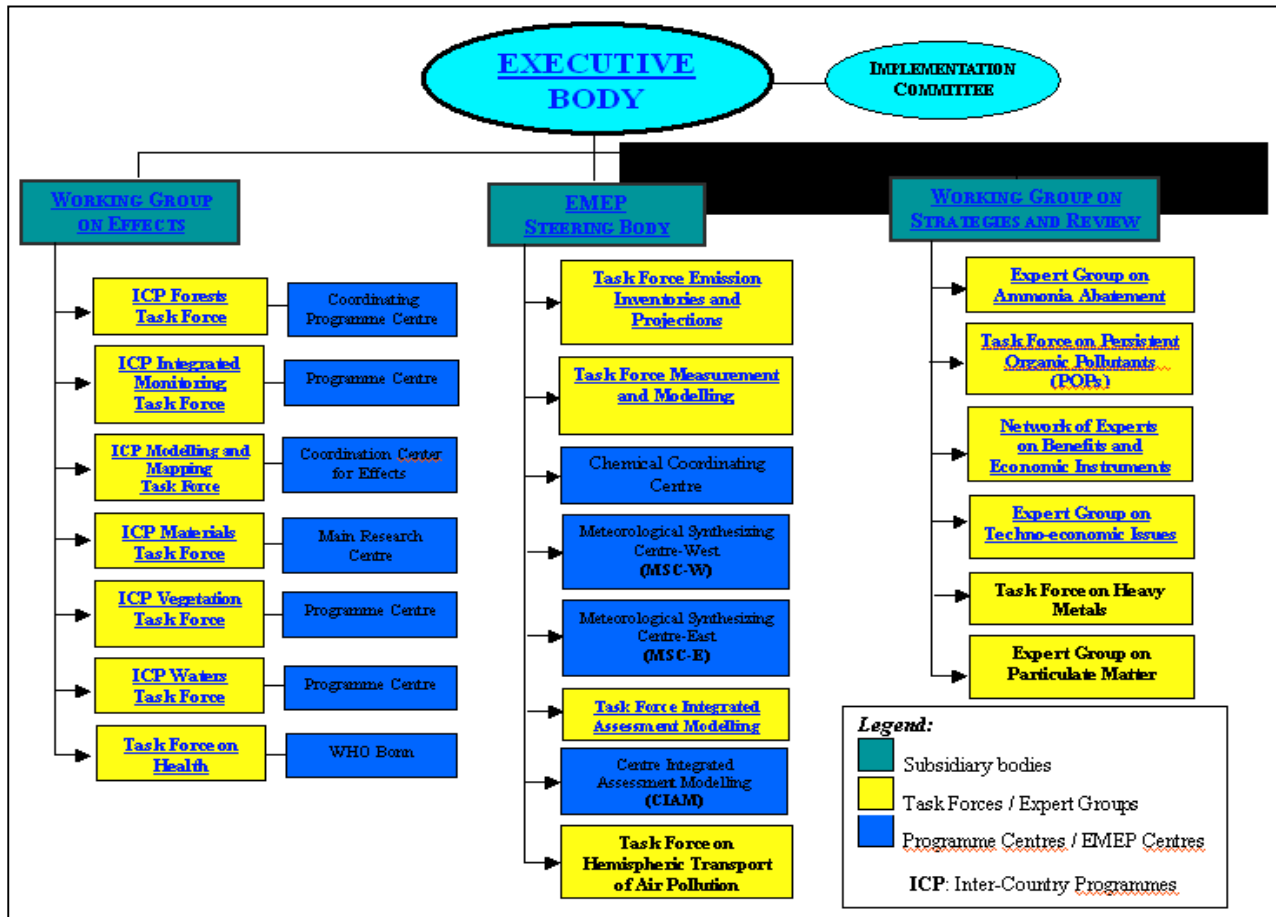 EXECUTIVE
BODY
IMPLEMENTATION
COMMITTEE
WORKING GROUP
ON EFFECTS
ICP Forests
Task Force
Coordinating
Programme Centre
ICP Integrated
Monitoring
Task Force
Programme Centre
ICP Modelling and
Mapping
Task Force
Coordination Center
for Effects
ICP Materials
Task Force
Main Research
Centre
ICP Vegetation
Task Force
Programme Centre
ICP Waters
Task Force
Programme Centre
Task Force on
Health
WHO Bonn
EMEP
STEERING BODY
Task Force Emission
Inventories and
Projections
Task Force Measurement
and Modelling
Chemical Coordinating
Centre
Meteorological Synthesizing
Centre-West
(MSC-W)
Meteorological Synthesizing
Centre-East
(MSC-E)
Task Force Integrated
Assessment Modelling
Centre Integrated
Assessment Modelling
(CIAM)
Task Force on
Hemispheric Transport
of Air Pollution
WORKING GROUP ON
STRATEGIES AND REVIEW
Expert Group on
Ammonia Abatement
Task Force on Persistent
Organic Pollutants
(POPs)
Network of Experts
on Benefits and
Economic Instruments
Expert Group on
Techno-economic Issues
Task Force on Heavy
Metals
Expert Group on
Particulate Matter
Legend:
Subsidiary bodies
Task Forces / Expert Groups
Programme Centres / EMEP Centres
ICP: Inter-Country Programmes